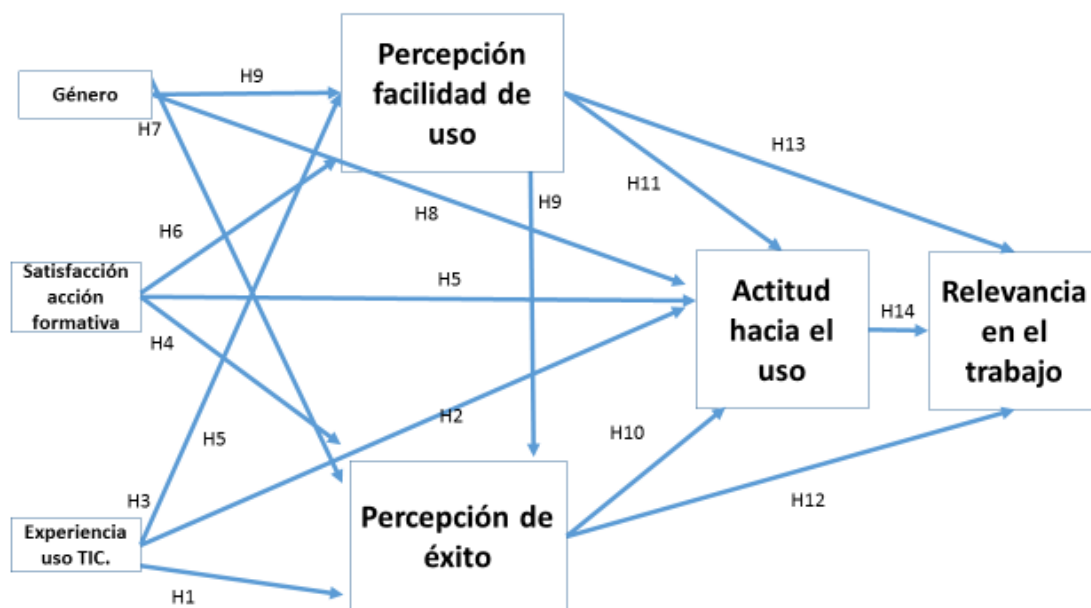 Género
H9
H7
Percepción
facilidad de
uso
H13
H11
H9
H8
H6
Satisfacción
acción
formativa
H5
H4
Actitud
hacia el
uso
H14
Relevancia
en el
trabajo
H2
H5
H10
H3
Experiencia
uso TIC.
H1
Percepción de
éxito
H12